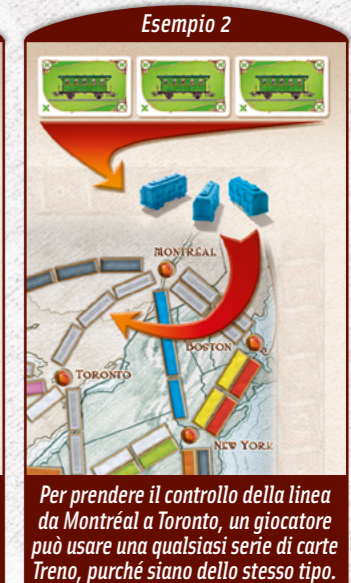 Esempio 2
MONTRÉAL
BOSTON
TORONTO
NEW YORK
Per prendere il controllo della linea
da Montréal a Toronto, un giocatore
può usare una qualsiasi serie di carte
Treno, purché siano dello stesso tipo.